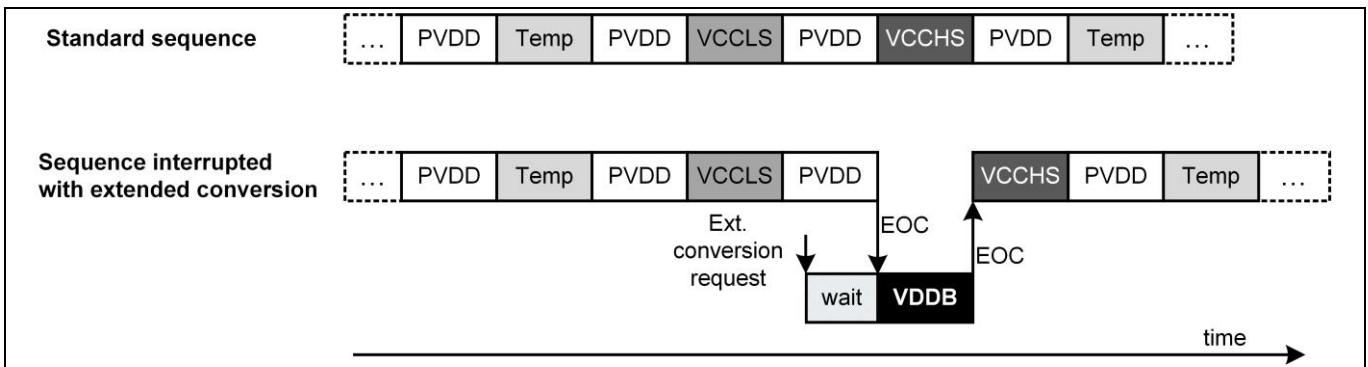 Standard sequence
... PVDD Temp PVDD VCCLS PVDD VCCHS PVDD Temp ...
Sequence interrupted
with extended conversion
... PVDD Temp PVDD VCCLS PVDD VCCHS PVDD Temp ...
Ext.
conversion
request
EOC
EOC
wait VDDB
time